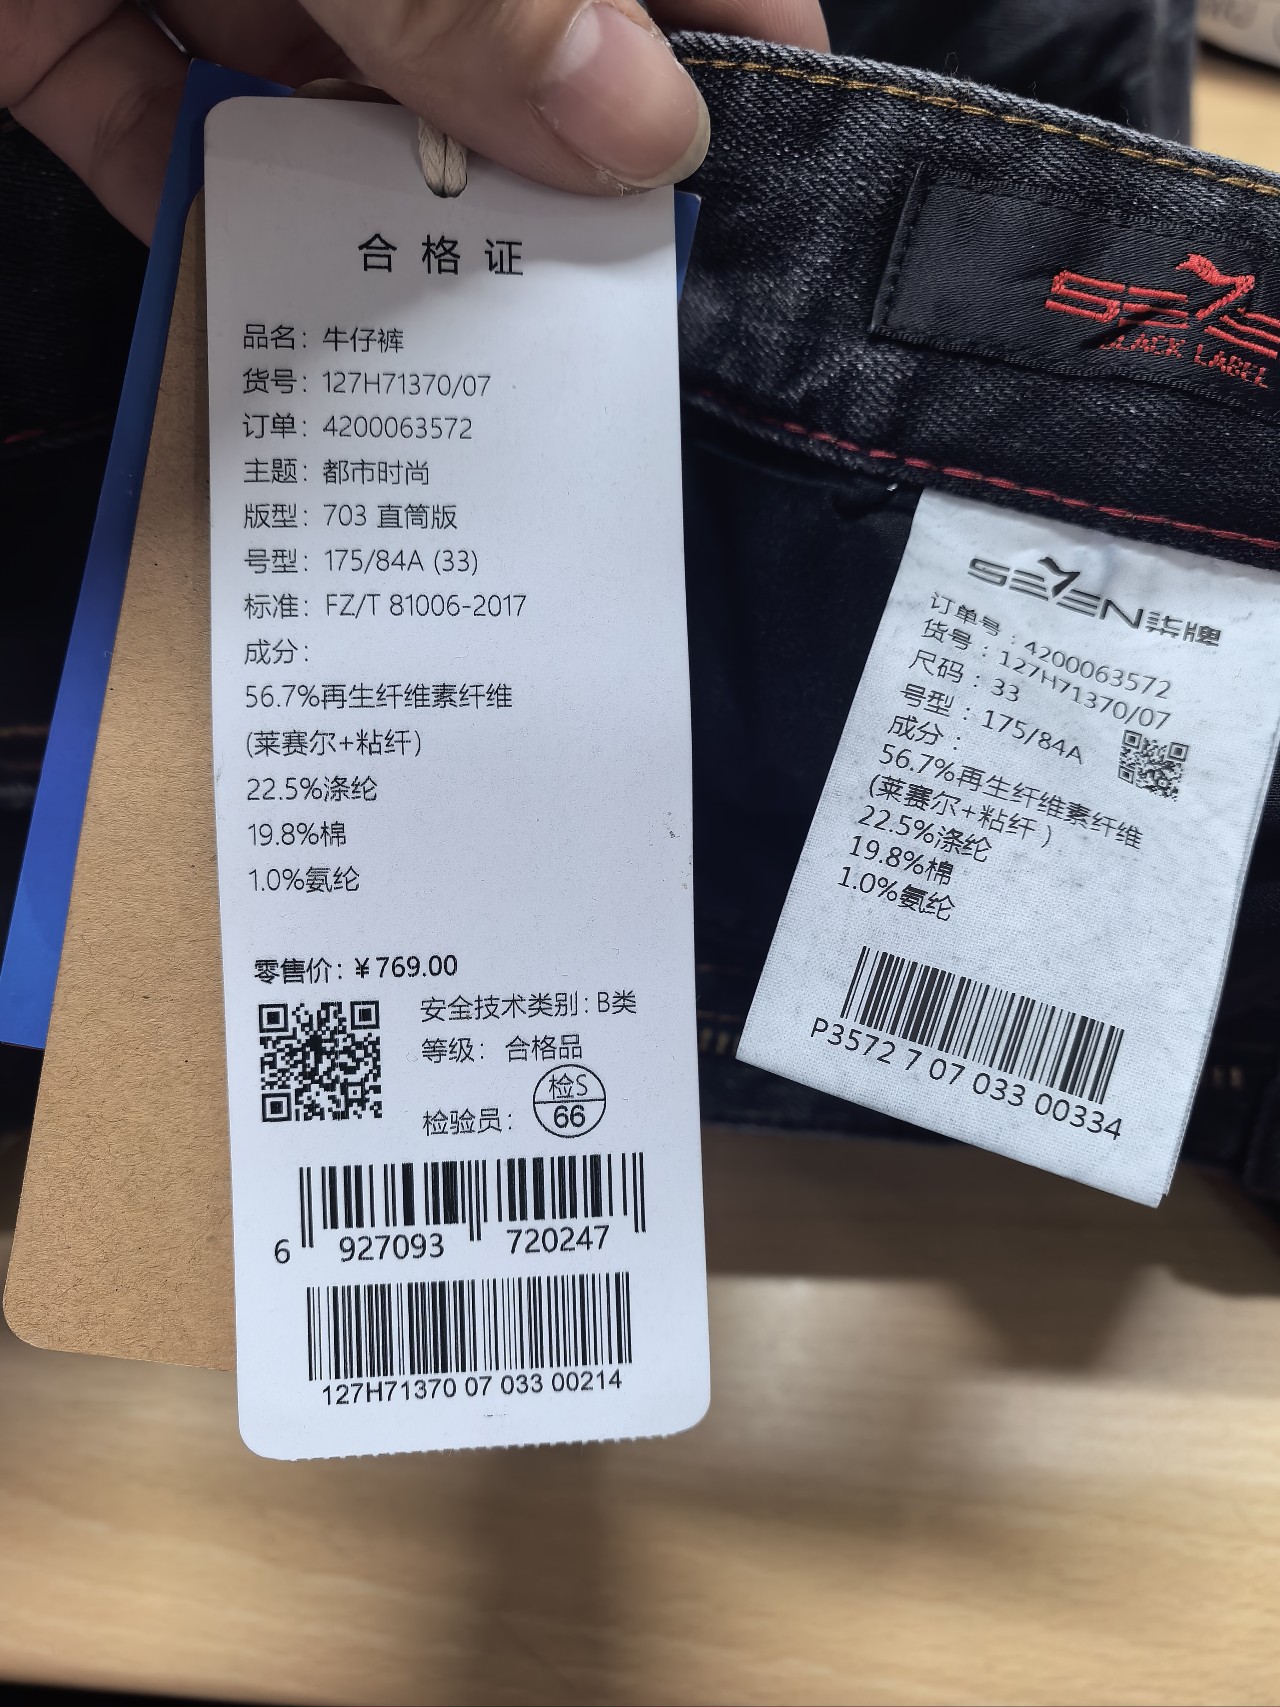 合格证
品名：牛仔裤
货号：127H71370/07
订单：4200063572
主题：都市时尚
版型：703 直筒版
号型：175/84A (33)
标准：FZ/T 81006-2017
成分：
56.7%再生纤维素纤维
(莱赛尔+粘纤)
22.5%涤纶
19.8%棉
1.0%氨纶
零售价：￥769.00
安全技术类别：B类
等级：合格品
检验员：
检S
66
6 927093 720247
127H71370 07 033 00214
BLACK LABEL
SEVEN柒牌
订单号：4200063572
货号：127H71370/07
尺码：33
号型：175/84A
成分：
56.7%再生纤维素纤维
(莱赛尔+粘纤)
22.5%涤纶
19.8%棉
1.0%氨纶
P3572 7 07 033 00334